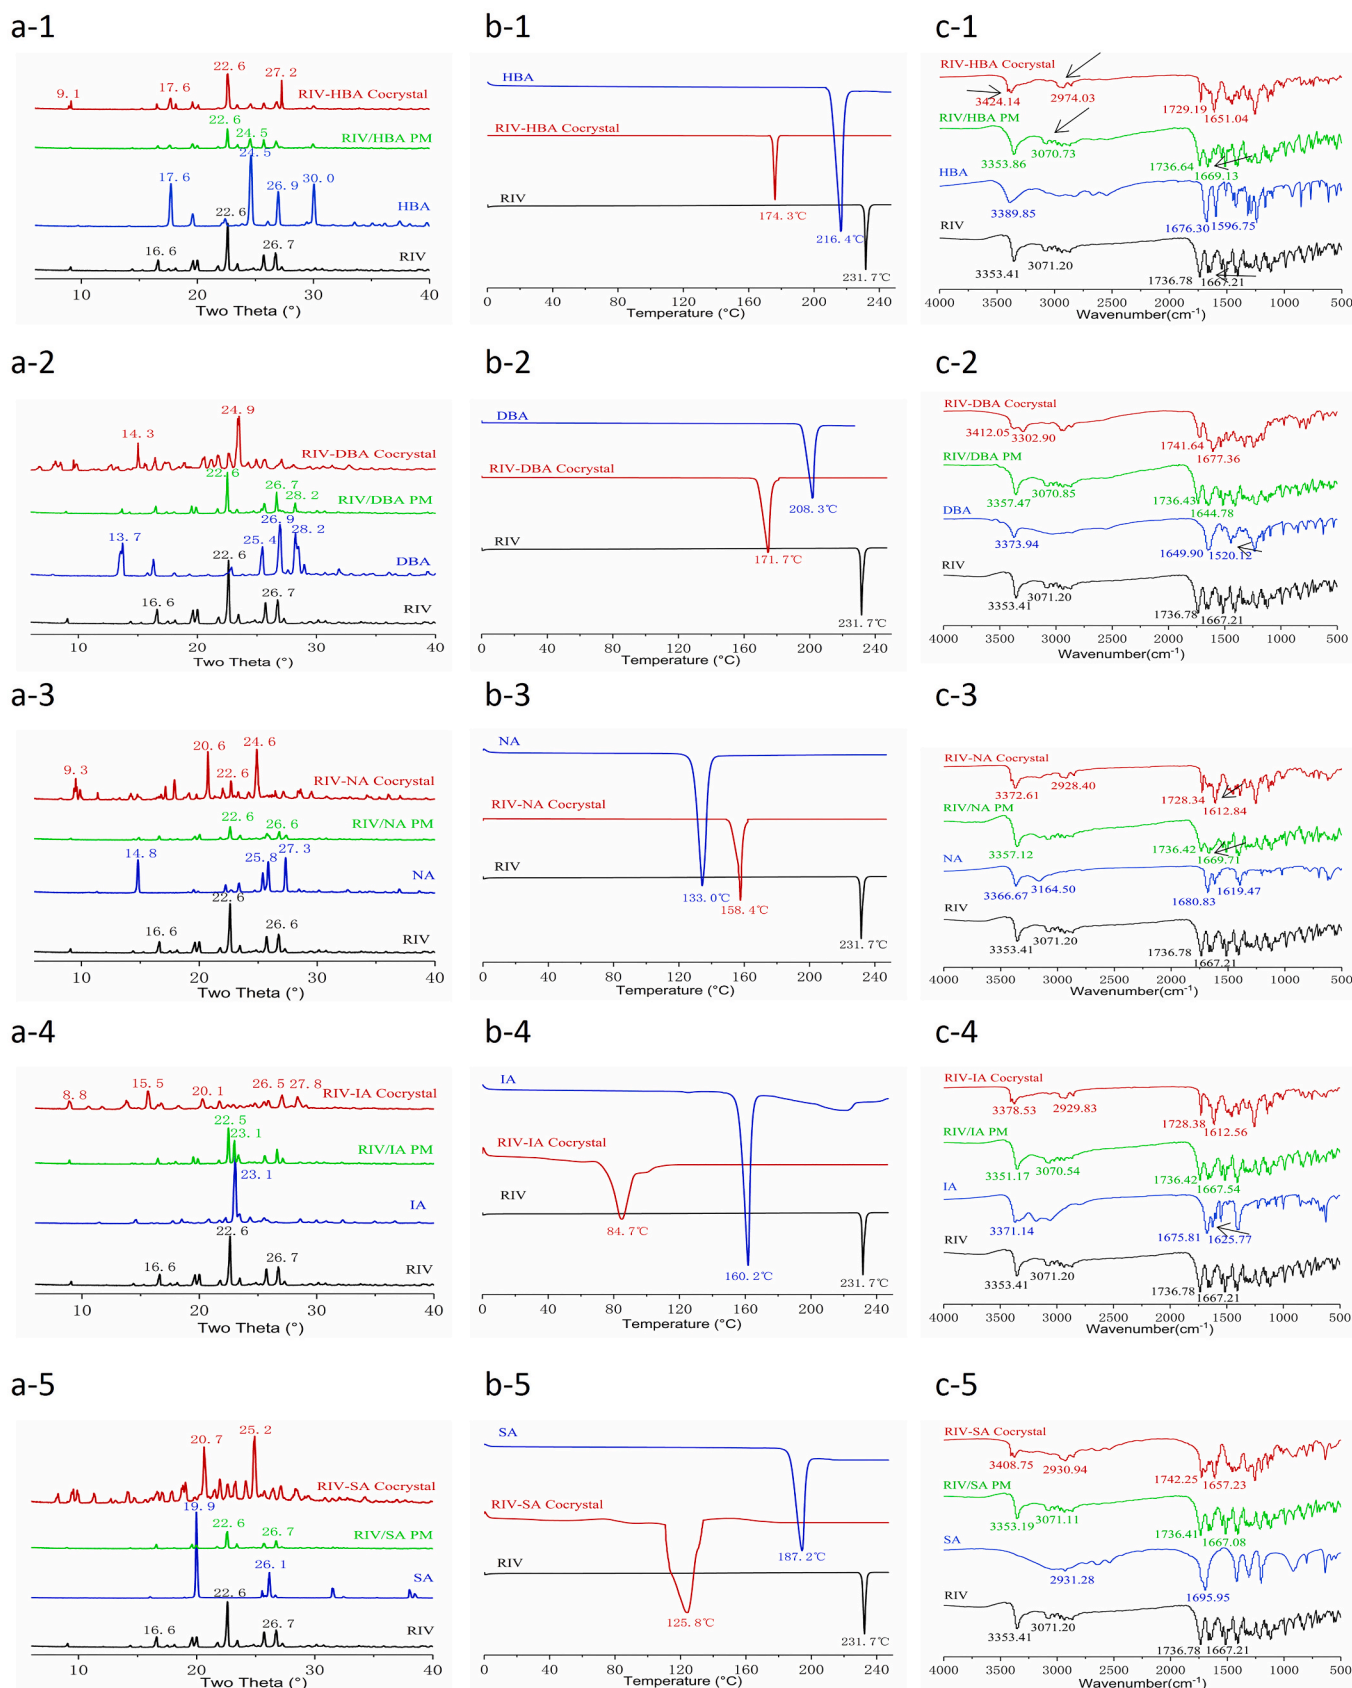 a-1
b-1
c-1
9.1
17.6
22.6
27.2
RIV-HBA Cocrystal
22.6
24.5
RIV/HBA PM
17.6
24.5
26.9
30.0
HBA
16.6
22.6
26.7
RIV
10
20
30
40
Two Theta (°)
HBA
RIV-HBA Cocrystal
RIV
174.3℃
216.4℃
231.7℃
0
40
80
120
160
200
240
Temperature (°C)
RIV-HBA Cocrystal
3424.14
2974.03
1729.19
1651.04
RIV/HBA PM
3353.86
3070.73
1736.64
1669.13
HBA
3389.85
1676.30
1596.75
RIV
3353.41
3071.20
1736.78
1667.21
4000
3500
3000
2500
2000
1500
1000
500
Wavenumber(cm-1)
a-2
b-2
c-2
14.3
24.9
RIV-DBA Cocrystal
22.6
26.7
28.2
RIV/DBA PM
13.7
25.4
26.9
28.2
DBA
16.6
22.6
26.7
RIV
10
20
30
40
Two Theta (°)
DBA
RIV-DBA Cocrystal
RIV
208.3℃
171.7℃
231.7℃
0
40
80
120
160
200
240
Temperature (°C)
RIV-DBA Cocrystal
3412.05
3302.90
1741.64
1677.36
RIV/DBA PM
3357.47
3070.85
1736.43
1644.78
DBA
3373.94
1649.90
1520.12
RIV
3353.41
3071.20
1736.78
1667.21
4000
3500
3000
2500
2000
1500
1000
500
Wavenumber(cm-1)
a-3
b-3
c-3
9.3
20.6
22.6
24.6
RIV-NA Cocrystal
22.6
26.6
RIV/NA PM
14.8
25.8
27.3
NA
16.6
22.6
26.6
RIV
10
20
30
40
Two Theta (°)
NA
RIV-NA Cocrystal
RIV
133.0℃
158.4℃
231.7℃
0
40
80
120
160
200
240
Temperature (°C)
RIV-NA Cocrystal
3372.61
2928.40
1728.34
1612.84
RIV/NA PM
3357.12
3071.20
1736.42
1669.71
NA
3366.67
3164.50
1680.83
1619.47
RIV
3353.41
3071.20
1736.78
1667.21
4000
3500
3000
2500
2000
1500
1000
500
Wavenumber(cm-1)
a-4
b-4
c-4
8.8
15.5
20.1
26.5
27.8
RIV-IA Cocrystal
22.5
23.1
RIV/IA PM
23.1
IA
16.6
22.6
26.7
RIV
10
20
30
40
Two Theta (°)
IA
RIV-IA Cocrystal
RIV
84.7℃
160.2℃
231.7℃
0
40
80
120
160
200
240
Temperature (°C)
RIV-IA Cocrystal
3378.53
2929.83
1728.38
1612.56
RIV/IA PM
3351.17
3070.54
1736.42
1667.54
IA
3371.14
1675.81
1625.77
RIV
3353.41
3071.20
1736.78
1667.21
4000
3500
3000
2500
2000
1500
1000
500
Wavenumber(cm-1)
a-5
b-5
c-5
20.7
25.2
RIV-SA Cocrystal
19.9
22.6
26.7
RIV/SA PM
26.1
SA
16.6
22.6
26.7
RIV
10
20
30
40
Two Theta (°)
SA
RIV-SA Cocrystal
RIV
187.2℃
125.8℃
231.7℃
0
40
80
120
160
200
240
Temperature (°C)
RIV-SA Cocrystal
3408.75
2930.94
1742.25
1657.23
RIV/SA PM
3353.19
3071.11
1736.41
1667.08
SA
2931.28
1695.95
RIV
3353.41
3071.20
1736.78
1667.21
4000
3500
3000
2500
2000
1500
1000
500
Wavenumber(cm-1)